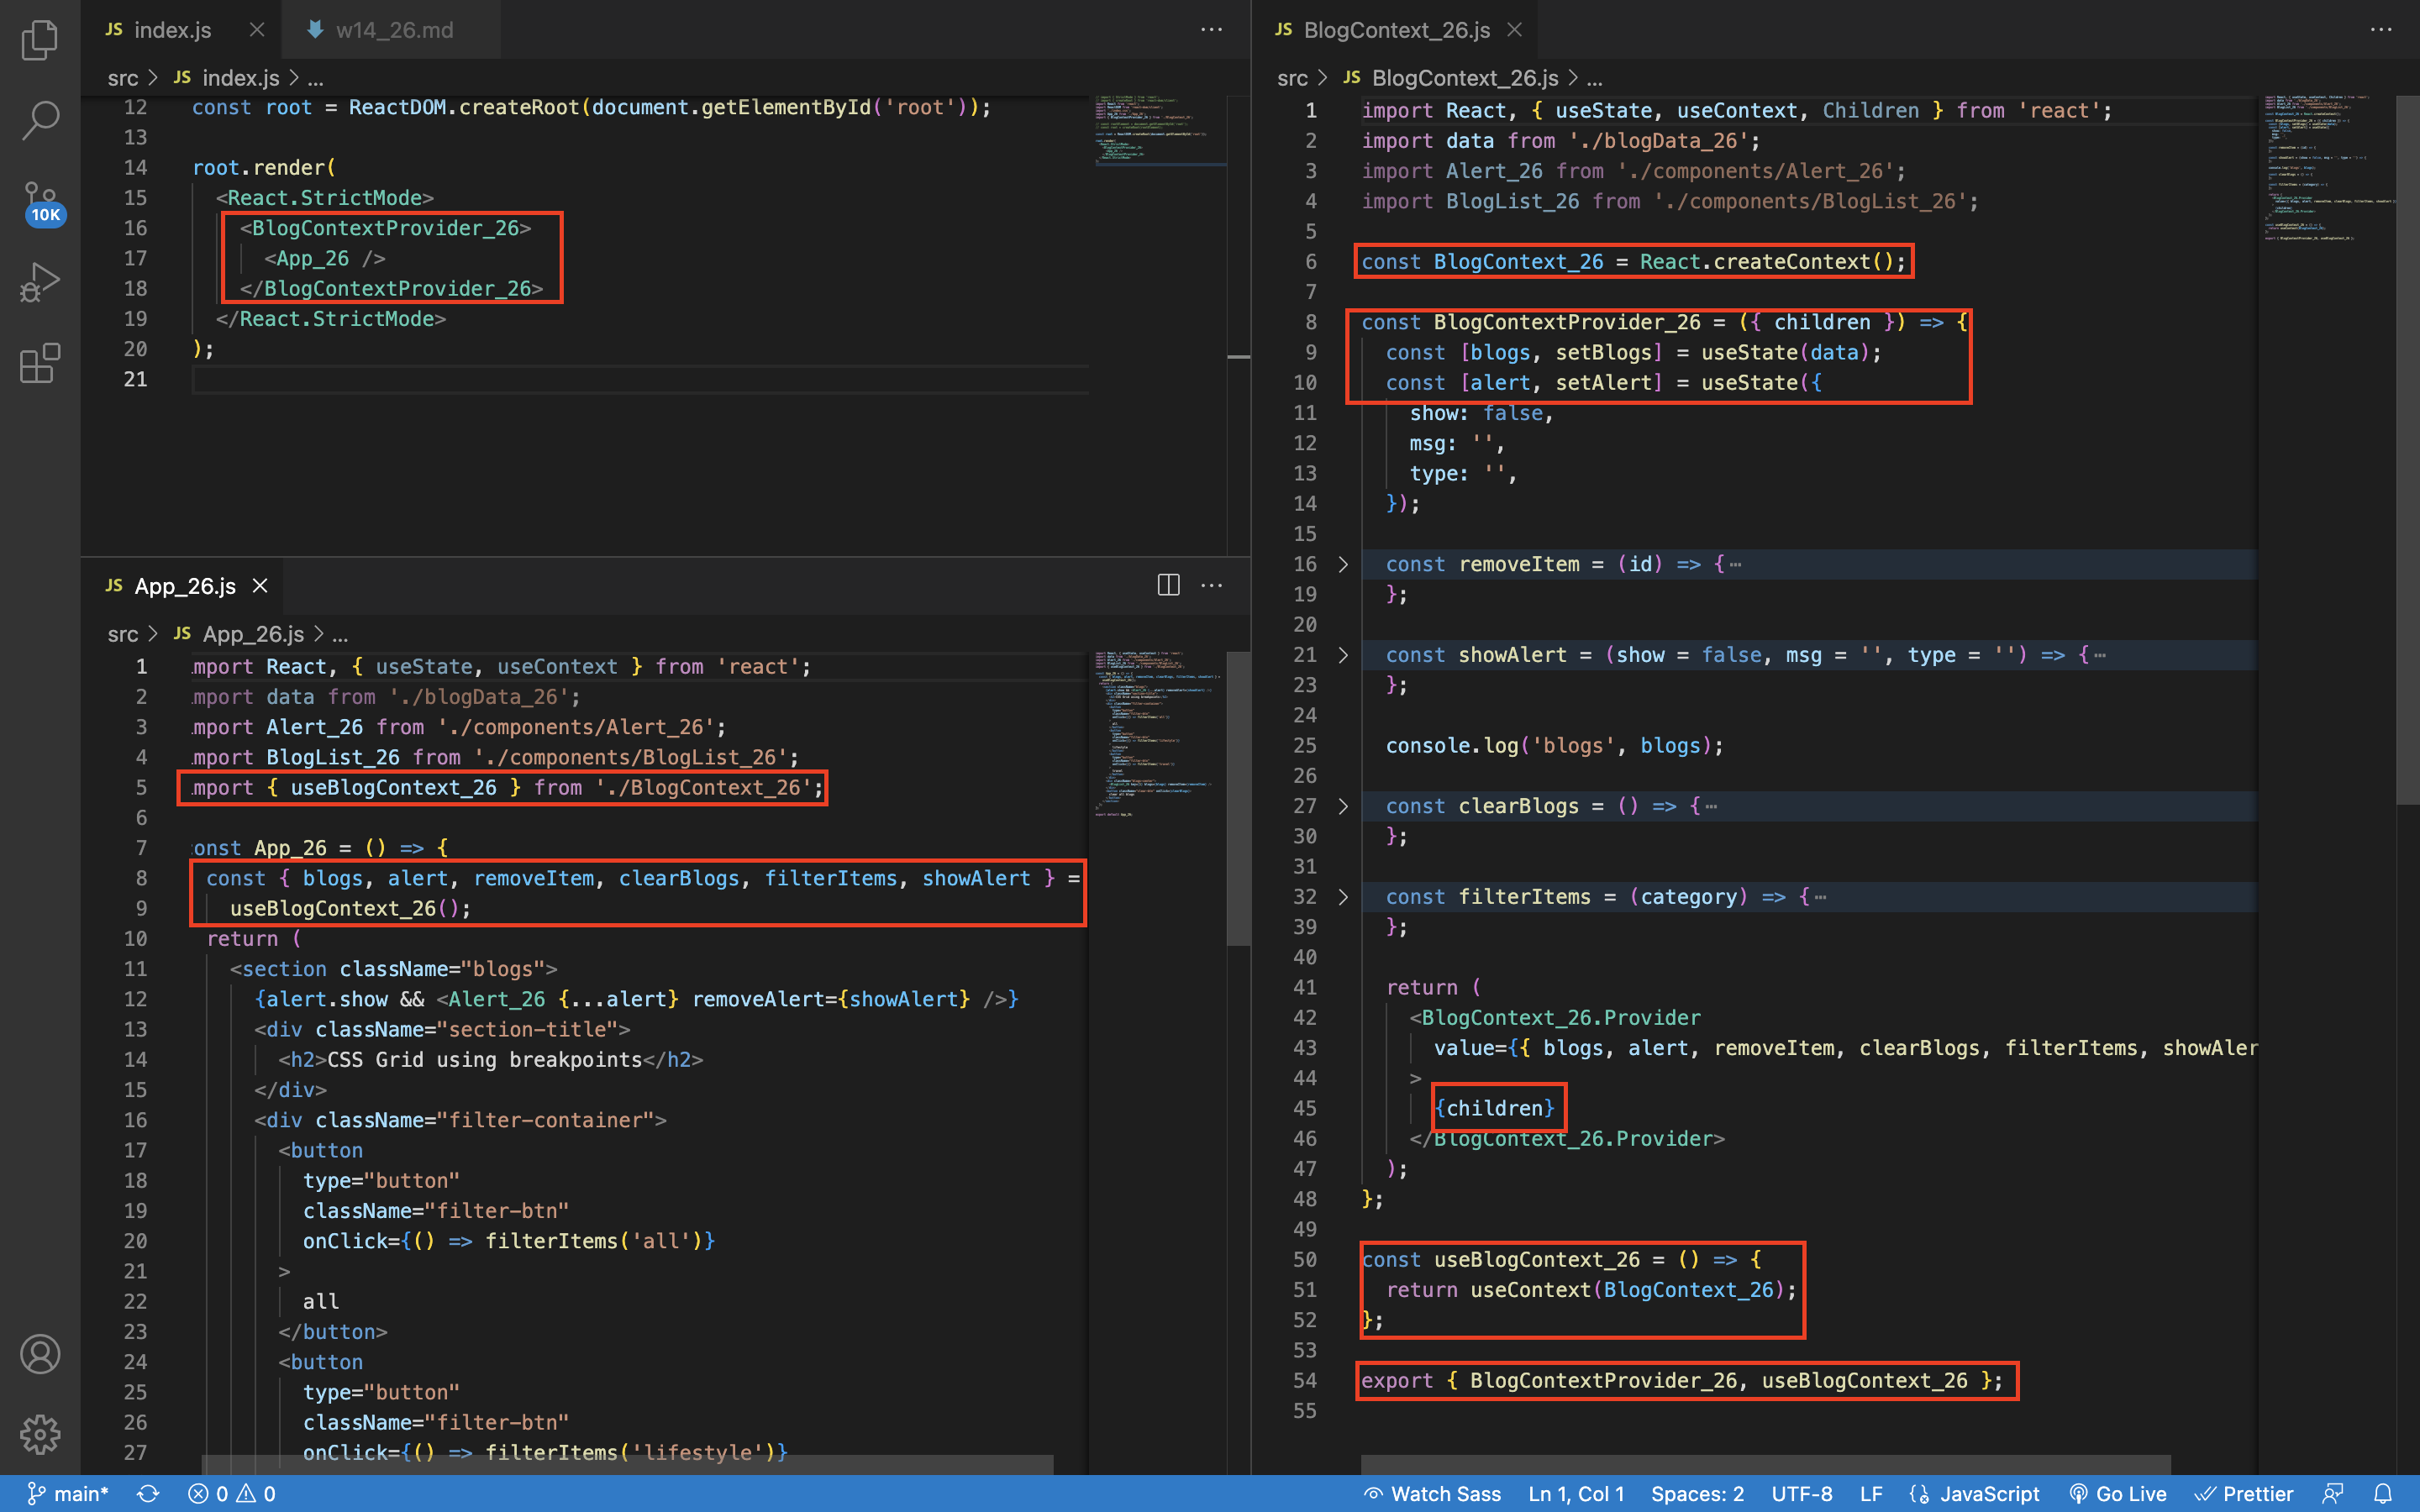 JS index.js
w14_26.md
src > JS index.js > ...
12 const root = ReactDOM.createRoot(document.getElementById('root'));
13
14 root.render(
15 <React.StrictMode>
16 <BlogContextProvider_26>
17 <App_26 />
18 </BlogContextProvider_26>
19 </React.StrictMode>
20 );
21
10K
JS App_26.js
src > JS App_26.js > ...
1 mport React, { useState, useContext } from 'react';
2 mport data from './blogData_26';
3 mport Alert_26 from './components/Alert_26';
4 mport BlogList_26 from './components/BlogList_26';
5 mport { useBlogContext_26 } from './BlogContext_26';
6
7 onst App_26 = () => {
8 const { blogs, alert, removeItem, clearBlogs, filterItems, showAlert } =
9 useBlogContext_26();
10 return (
11 <section className="blogs">
12 {alert.show && <Alert_26 {...alert} removeAlert={showAlert} />}
13 <div className="section-title">
14 <h2>CSS Grid using breakpoints</h2>
15 </div>
16 <div className="filter-container">
17 <button
18 type="button"
19 className="filter-btn"
20 onClick={() => filterItems('all')}
21 >
22 all
23 </button>
24 <button
25 type="button"
26 className="filter-btn"
27 onClick={() => filterItems('lifestyle')}
JS BlogContext_26.js
src > JS BlogContext_26.js > ...
1 import React, { useState, useContext, Children } from 'react';
2 import data from './blogData_26';
3 import Alert_26 from './components/Alert_26';
4 import BlogList_26 from './components/BlogList_26';
5
6 const BlogContext_26 = React.createContext();
7
8 const BlogContextProvider_26 = ({ children }) => {
9 const [blogs, setBlogs] = useState(data);
10 const [alert, setAlert] = useState({
11 show: false,
12 msg: '',
13 type: '',
14 });
15
16 const removeItem = (id) => {…
19 };
20
21 const showAlert = (show = false, msg = '', type = '') => {…
23 };
24
25 console.log('blogs', blogs);
26
27 const clearBlogs = () => {…
30 };
31
32 const filterItems = (category) => {…
39 };
40
41 return (
42 <BlogContext_26.Provider
43 value={{ blogs, alert, removeItem, clearBlogs, filterItems, showAler
44 >
45 {children}
46 </BlogContext_26.Provider>
47 );
48 };
49
50 const useBlogContext_26 = () => {
51 return useContext(BlogContext_26);
52 };
53
54 export { BlogContextProvider_26, useBlogContext_26 };
55
main* 0 0 Watch Sass Ln 1, Col 1 Spaces: 2 UTF-8 LF JavaScript Go Live Prettier